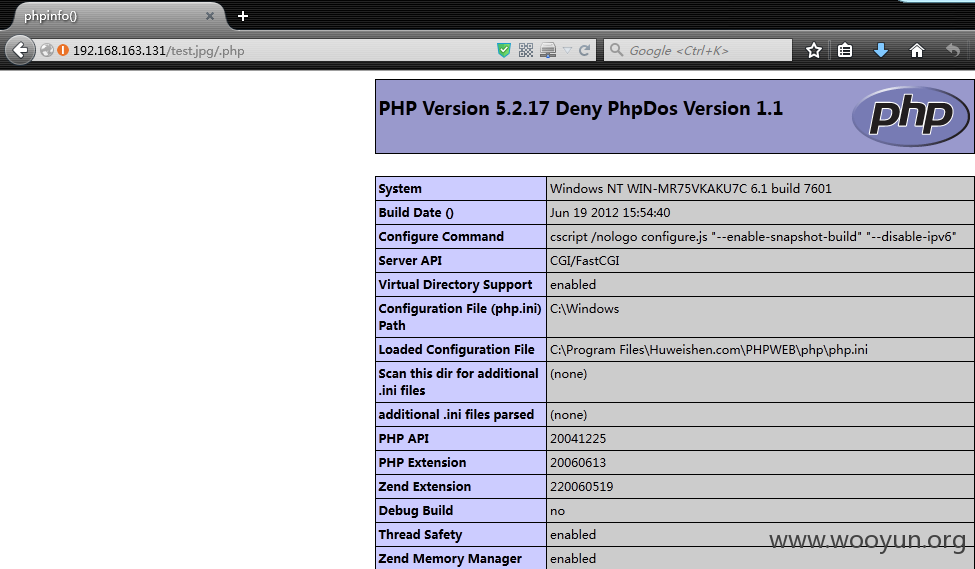 phpinfo()
192.168.163.131/test.jpg/.php
Google <Ctrl+K>
PHP Version 5.2.17 Deny PhpDos Version 1.1
php
System Windows NT WIN-MR75VKAKU7C 6.1 build 7601
Build Date () Jun 19 2012 15:54:40
Configure Command cscript /nologo configure.js "--enable-snapshot-build" "--disable-ipv6"
Server API CGI/FastCGI
Virtual Directory Support enabled
Configuration File (php.ini) C:\Windows
Path
Loaded Configuration File C:\Program Files\Huweishen.com\PHPWEB\php\php.ini
Scan this dir for additional (none)
.ini files
additional .ini files parsed (none)
PHP API 20041225
PHP Extension 20060613
Zend Extension 220060519
Debug Build no
Thread Safety enabled
www.wooyun.org
Zend Memory Manager enabled